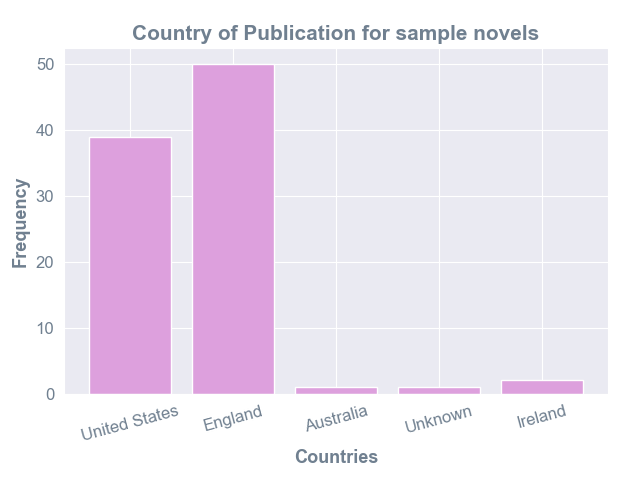 Country of Publication for sample novels
50
40
30
20
10
0
Frequency
United States
England
Australia
Unknown
Ireland
Countries